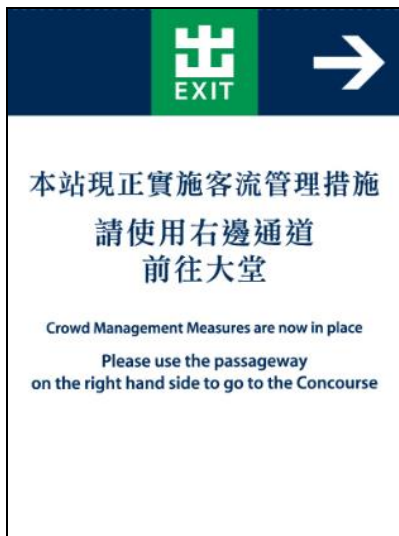 出
EXIT
本站現正實施客流管理措施
請使用右邊通道
前往大堂
Crowd Management Measures are now in place
Please use the passageway
on the right hand side to go to the Concourse